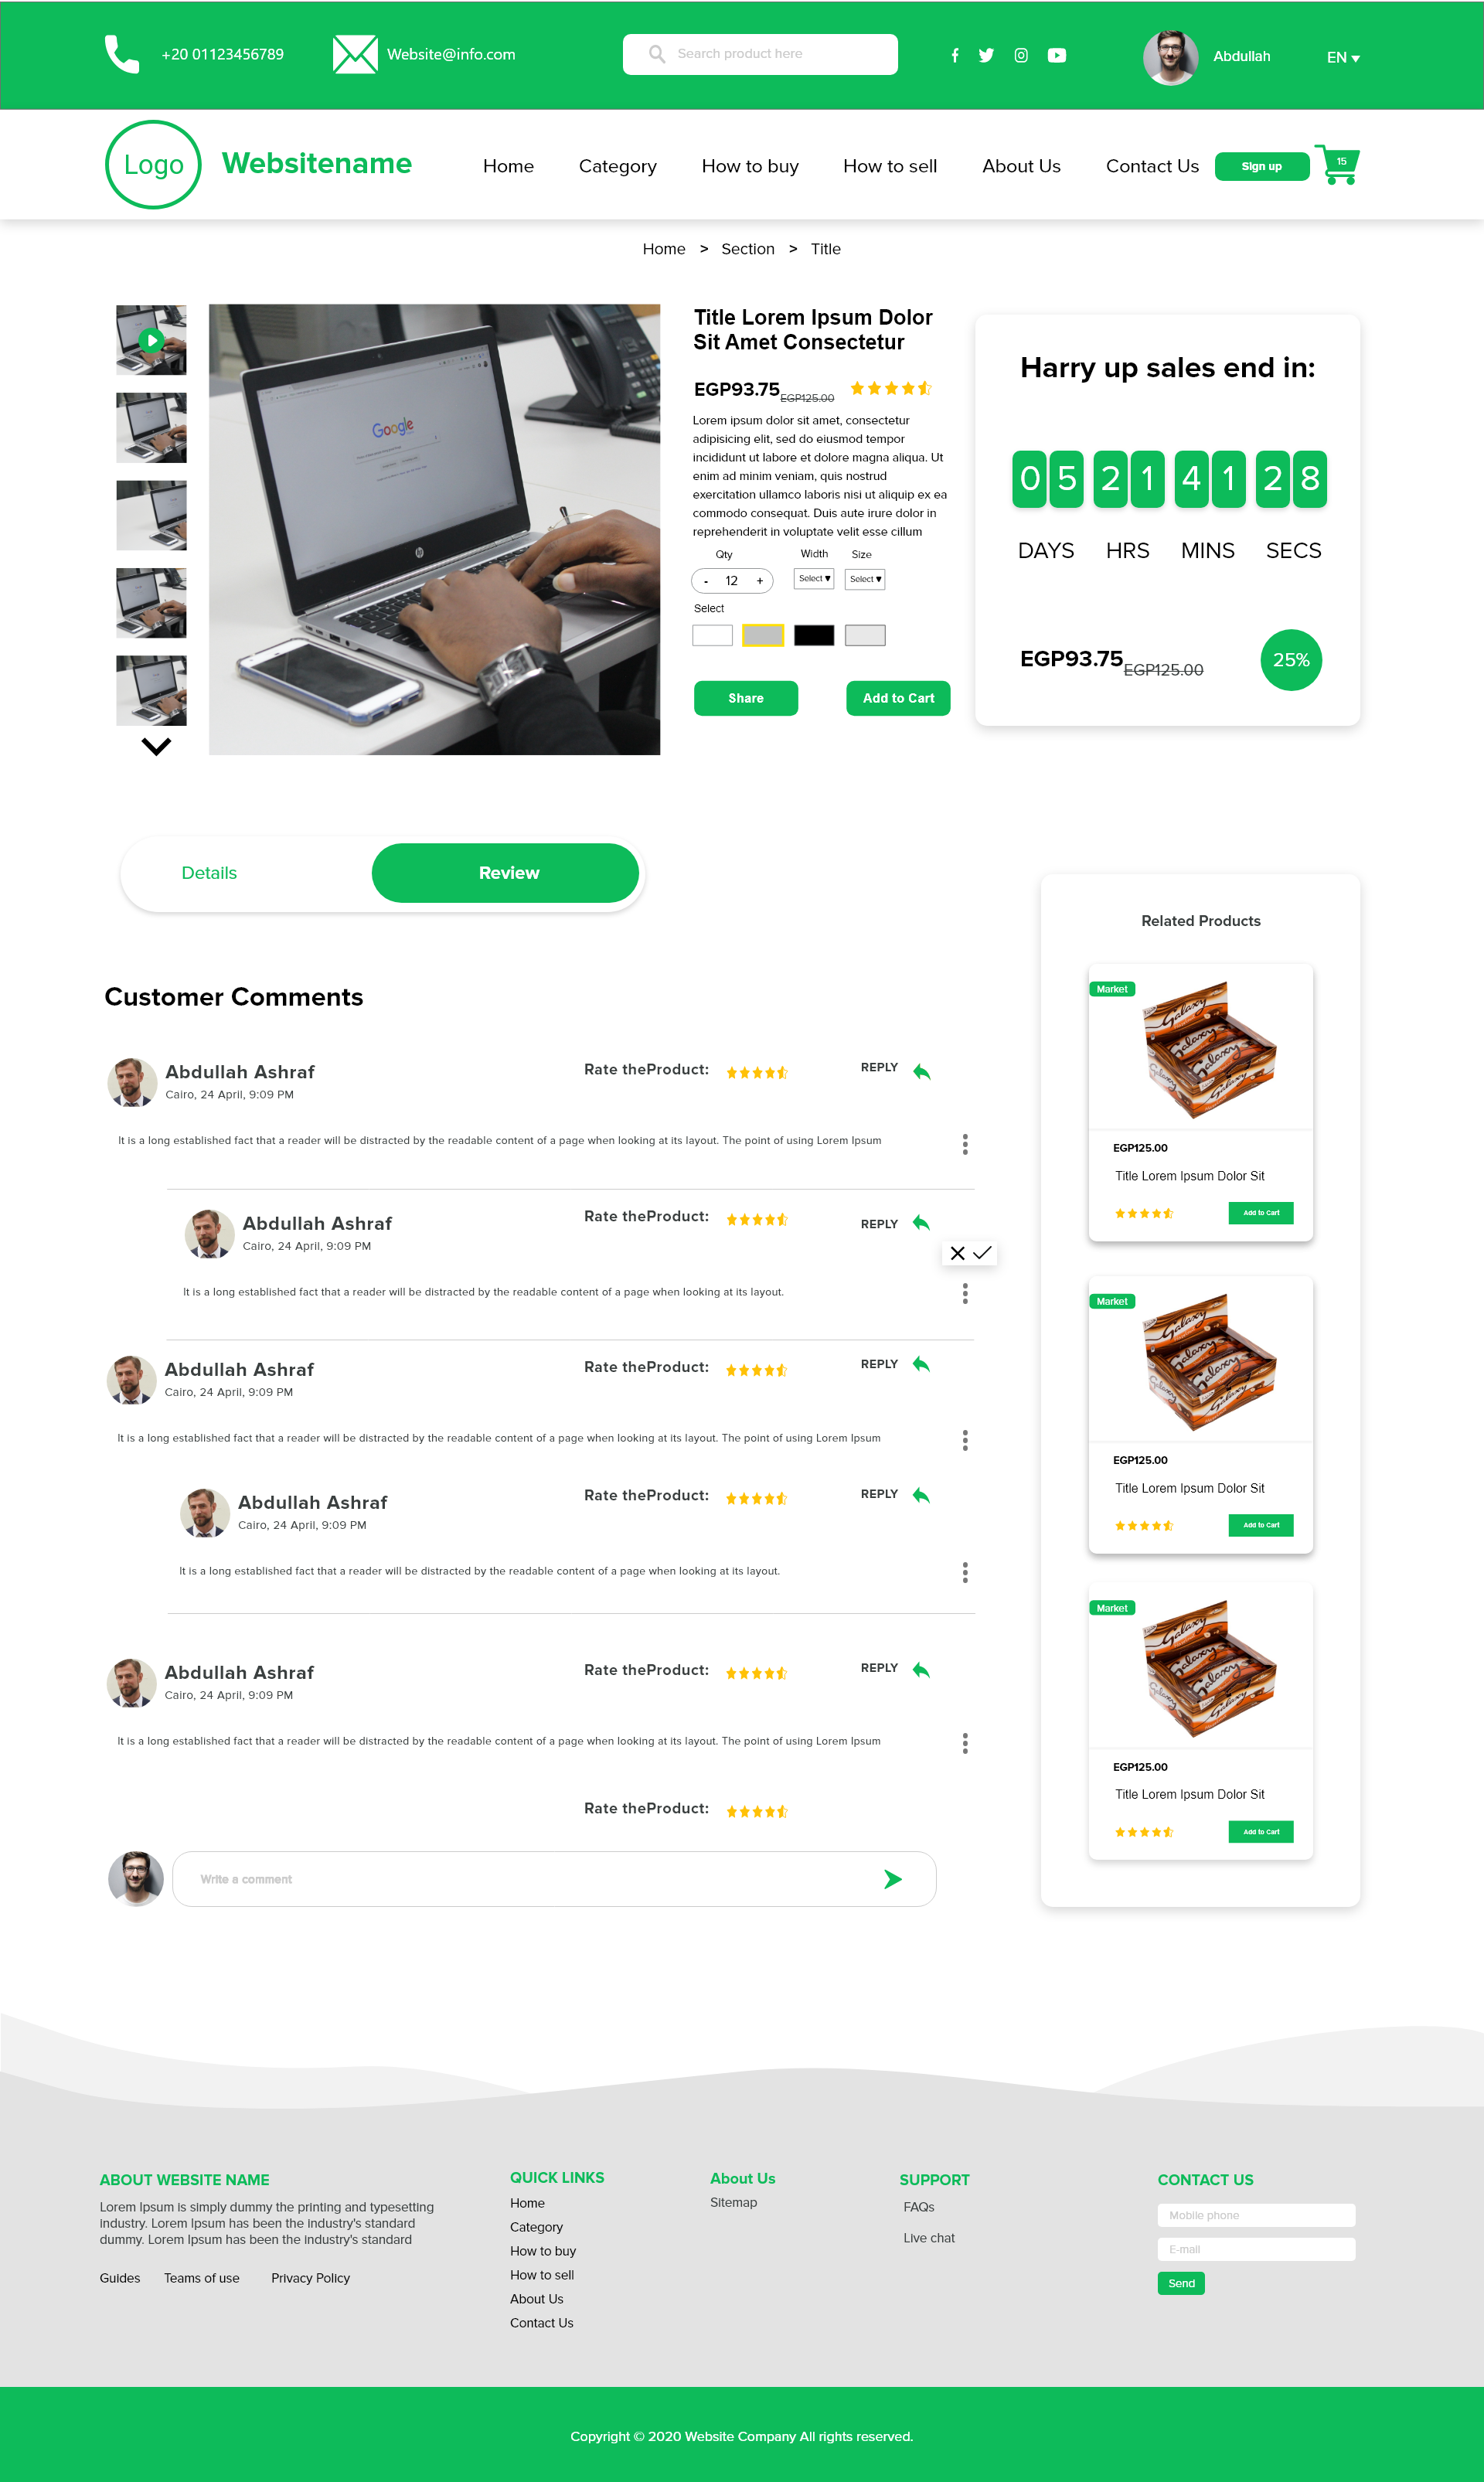 +20 01123456789
Website@info.com
Search product here
Abdullah
EN
Logo
Websitename
Home
Category
How to buy
How to sell
About Us
Contact Us
Sign up
15
Home > Section > Title
Google
hp
Title Lorem Ipsum Dolor
Sit Amet Consectetur
EGP93.75
EGP125.00
Lorem ipsum dolor sit amet, consectetur
adipisicing elit, sed do eiusmod tempor
incididunt ut labore et dolore magna aliqua. Ut
enim ad minim veniam, quis nostrud
exercitation ullamco laboris nisi ut aliquip ex ea
commodo consequat. Duis aute irure dolor in
reprehenderit in voluptate velit esse cillum
Qty
Width
Size
- 12 +
Select
Select
Select
Share
Add to Cart
Harry up sales end in:
05 21 41 28
DAYS HRS MINS SECS
EGP93.75
EGP125.00
25%
Details
Review
Customer Comments
Abdullah Ashraf
Cairo, 24 April, 9:09 PM
Rate theProduct:
REPLY
It is a long established fact that a reader will be distracted by the readable content of a page when looking at its layout. The point of using Lorem Ipsum
Abdullah Ashraf
Cairo, 24 April, 9:09 PM
Rate theProduct:
REPLY
It is a long established fact that a reader will be distracted by the readable content of a page when looking at its layout.
Abdullah Ashraf
Cairo, 24 April, 9:09 PM
Rate theProduct:
REPLY
It is a long established fact that a reader will be distracted by the readable content of a page when looking at its layout. The point of using Lorem Ipsum
Abdullah Ashraf
Cairo, 24 April, 9:09 PM
Rate theProduct:
REPLY
It is a long established fact that a reader will be distracted by the readable content of a page when looking at its layout.
Abdullah Ashraf
Cairo, 24 April, 9:09 PM
Rate theProduct:
REPLY
It is a long established fact that a reader will be distracted by the readable content of a page when looking at its layout. The point of using Lorem Ipsum
Rate theProduct:
Write a comment
Related Products
Market
Galaxy
Galaxy
Galaxy
Galaxy
EGP125.00
Title Lorem Ipsum Dolor Sit
Add to Cart
Market
Galaxy
Galaxy
Galaxy
Galaxy
EGP125.00
Title Lorem Ipsum Dolor Sit
Add to Cart
Market
Galaxy
Galaxy
Galaxy
Galaxy
EGP125.00
Title Lorem Ipsum Dolor Sit
Add to Cart
ABOUT WEBSITE NAME
Lorem Ipsum is simply dummy the printing and typesetting
industry. Lorem Ipsum has been the industry's standard
dummy. Lorem Ipsum has been the industry's standard
Guides
Teams of use
Privacy Policy
QUICK LINKS
Home
Category
How to buy
How to sell
About Us
Contact Us
About Us
Sitemap
SUPPORT
FAQs
Live chat
CONTACT US
Mobile phone
E-mail
Send
Copyright © 2020 Website Company All rights reserved.